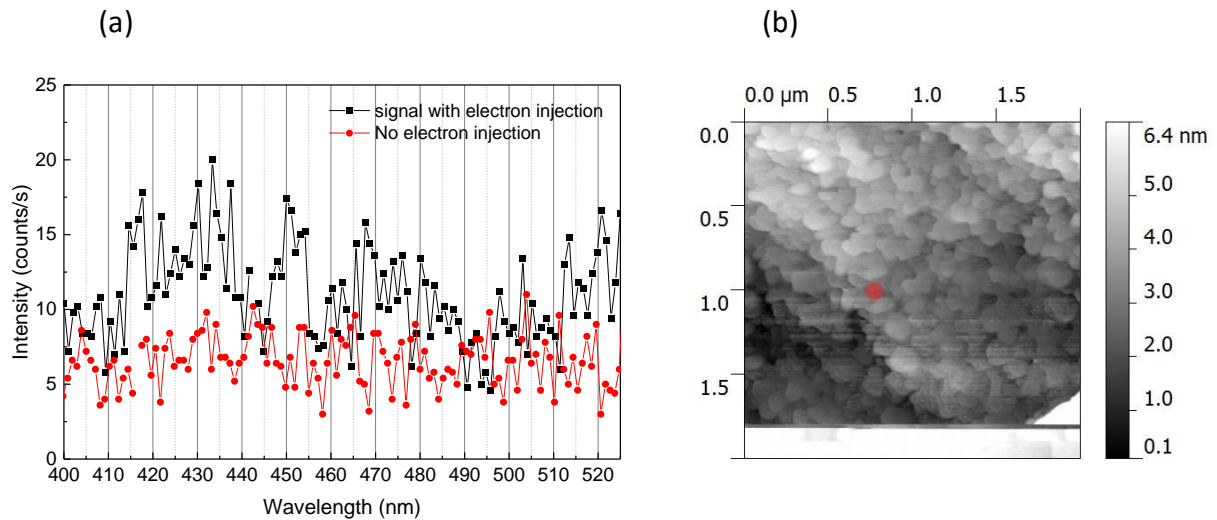 (a)
(b)
25
20
15
10
5
0
Intensity (counts/s)
signal with electron injection
No electron injection
400 410 420 430 440 450 460 470 480 490 500 510 520
Wavelength (nm)
0.0 µm 0.5 1.0 1.5
0.0
0.5
1.0
1.5
6.4 nm
5.0
4.0
3.0
2.0
1.0
0.1